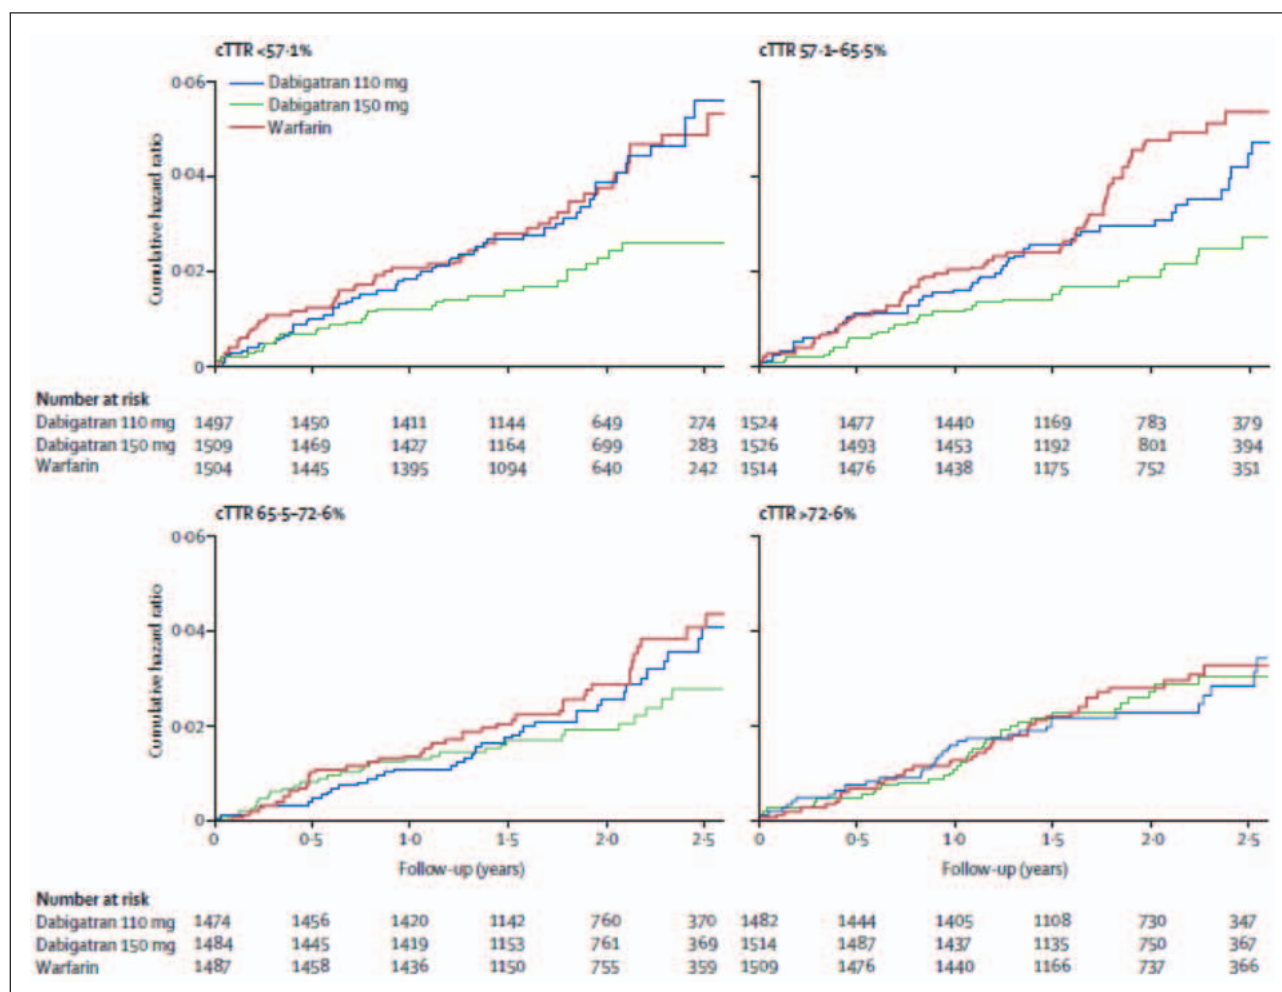 cTTR <57·1%
cTTR 57·1–65·5%
0·06
Dabigatran 110 mg
Dabigatran 150 mg
Warfarin
0·04
Cumulative hazard ratio
0·02
0
Number at risk
Dabigatran 110 mg 1497 1450 1411 1144 649 274 1524 1477 1440 1169 783 379
Dabigatran 150 mg 1509 1469 1427 1164 699 283 1526 1493 1453 1192 801 394
Warfarin 1504 1445 1395 1094 640 242 1514 1476 1438 1175 752 351
cTTR 65·5–72·6%
cTTR >72·6%
0·06
0·04
Cumulative hazard ratio
0·02
0
0 0·5 1·0 1·5 2·0 2·5 0 0·5 1·0 1·5 2·0 2·5
Follow-up (years) Follow-up (years)
Number at risk
Dabigatran 110 mg 1474 1456 1420 1142 760 370 1482 1444 1405 1108 730 347
Dabigatran 150 mg 1484 1445 1419 1153 761 369 1514 1487 1437 1135 750 367
Warfarin 1487 1458 1436 1150 755 359 1509 1476 1440 1166 737 366